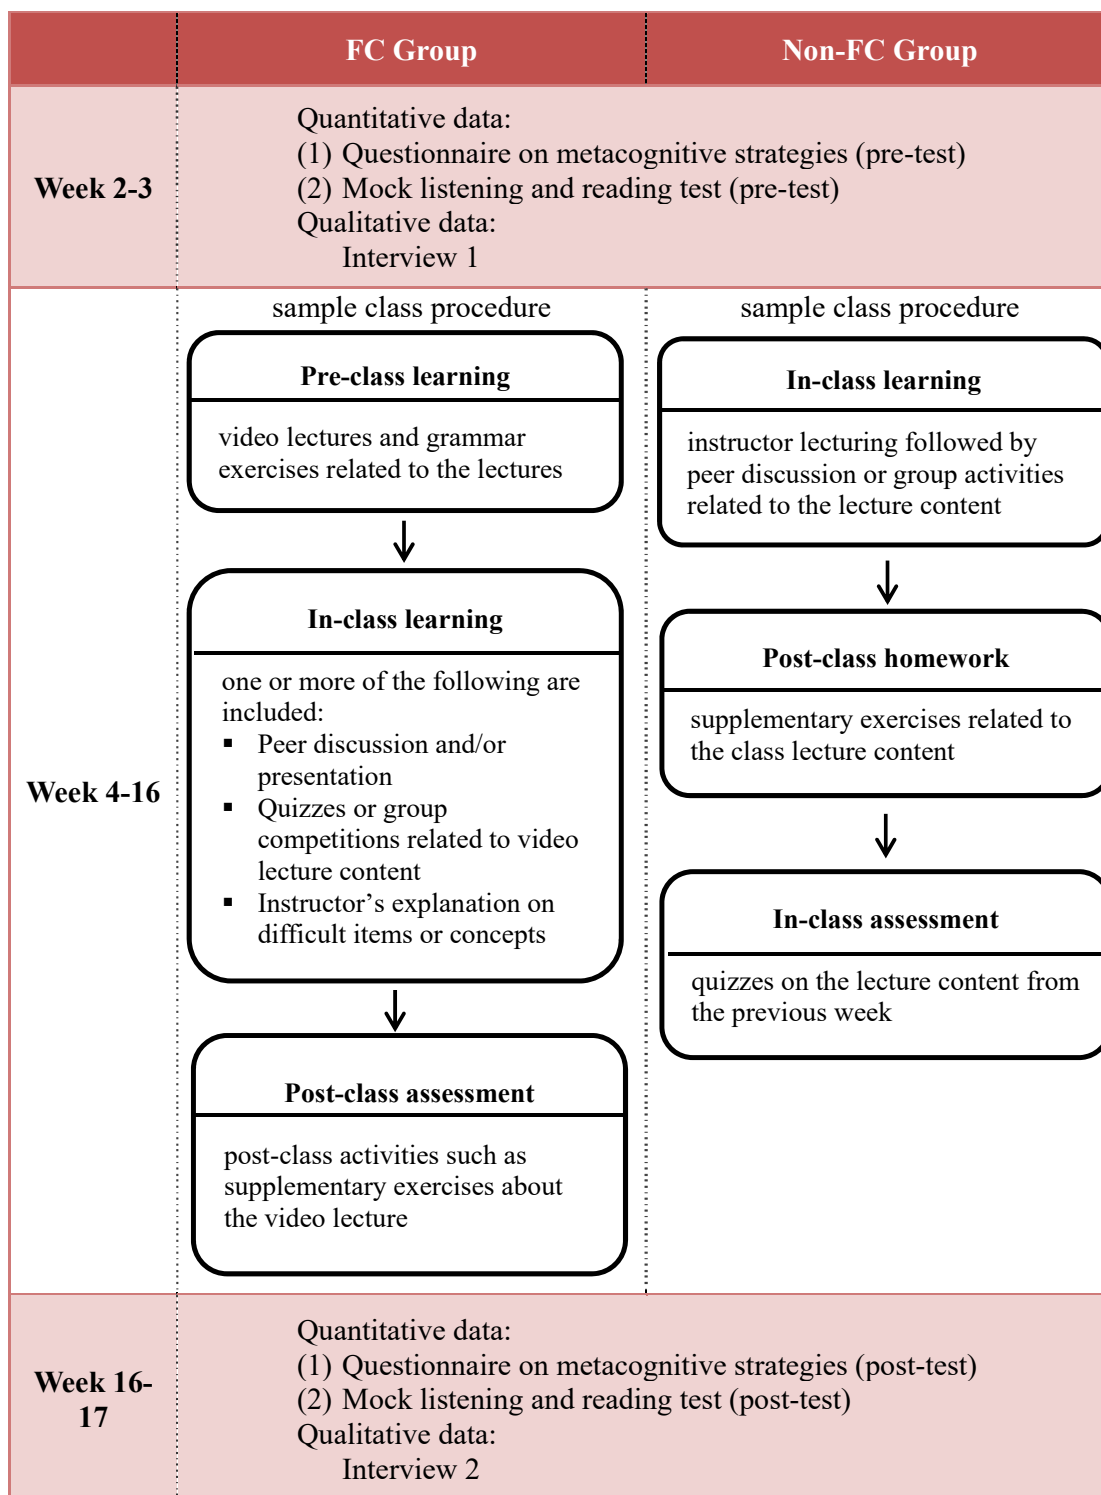 FC Group
Non-FC Group
Week 2-3
Quantitative data:
(1) Questionnaire on metacognitive strategies (pre-test)
(2) Mock listening and reading test (pre-test)
Qualitative data:
Interview 1
Week 4-16
sample class procedure
Pre-class learning
video lectures and grammar
exercises related to the lectures
In-class learning
one or more of the following are
included:
▪ Peer discussion and/or
presentation
▪ Quizzes or group
competitions related to video
lecture content
▪ Instructor’s explanation on
difficult items or concepts
Post-class assessment
post-class activities such as
supplementary exercises about
the video lecture
sample class procedure
In-class learning
instructor lecturing followed by
peer discussion or group activities
related to the lecture content
Post-class homework
supplementary exercises related to
the class lecture content
In-class assessment
quizzes on the lecture content from
the previous week
Week 16-
17
Quantitative data:
(1) Questionnaire on metacognitive strategies (post-test)
(2) Mock listening and reading test (post-test)
Qualitative data:
Interview 2